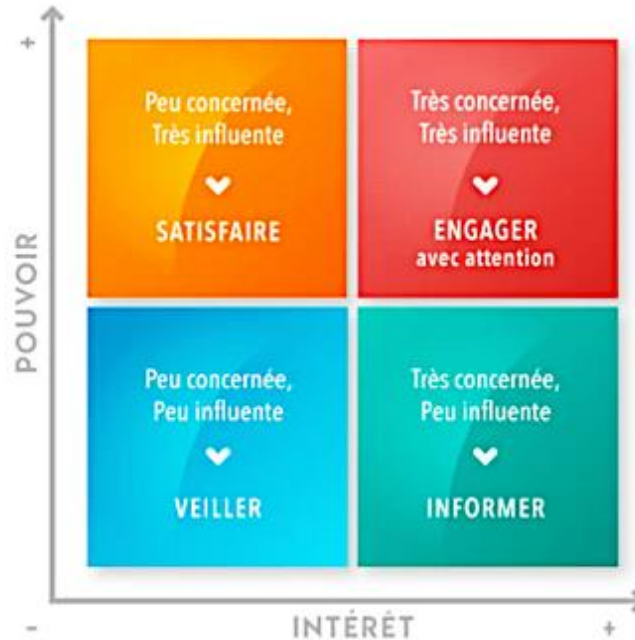 +
Peu concernée,
Très influente
SATISFAIRE
Très concernée,
Très influente
ENGAGER
avec attention
POUVOIR
Peu concernée,
Peu influente
VEILLER
Très concernée,
Peu influente
INFORMER
-
INTÉRÉT
+